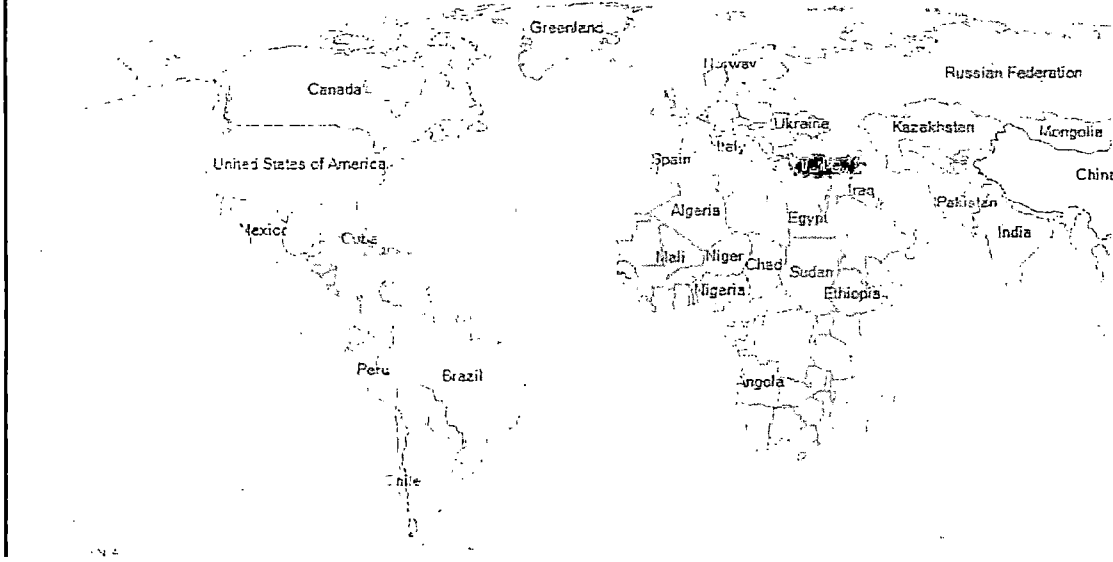 Greenland
Norway
Russian Federation
Canada
Ukraine
Kazakhstan
Mongolia
Italy
Spain
United States of America
China
Iraq
Pakistan
Algeria
Egypt
India
Mexico
Cuba
Mali
Niger
Chad
Sudan
Nigeria
Ethiopia
Peru
Brazil
Angola
Chile